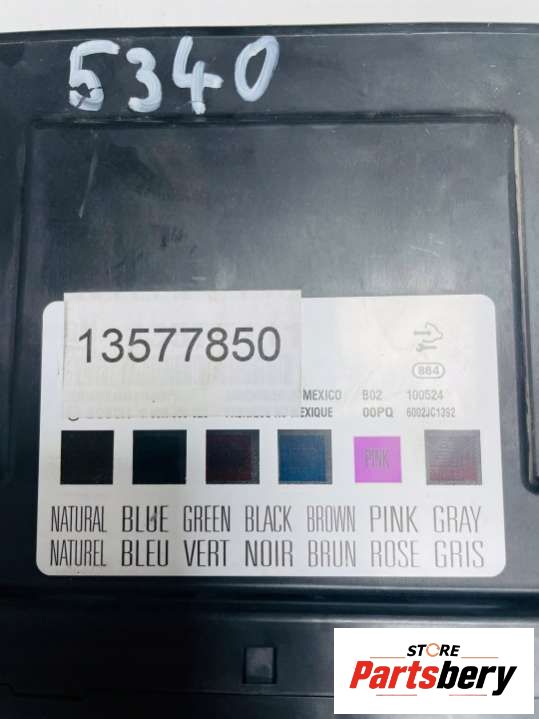 5340
13577850
864
MEXICO B02 100524
MEXIQUE 00PQ 6002JC1392
PINK
NATURAL BLUE GREEN BLACK BROWN PINK GRAY
NATUREL BLEU VERT NOIR BRUN ROSE GRIS
STORE
Partsbery